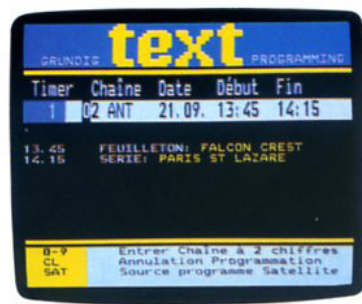 GRUNDIG text PROGRAMMING
Timer Chaîne Date Début Fin
1 02 ANT 21.09. 13:45 14:15
13.45 FEUILLETON: FALCON CREST
14.15 SERIE: PARIS ST LAZARE
0-9 Entrer Chaîne à 2 chiffres
CL Annulation Programmation
SAT Source programme Satellite